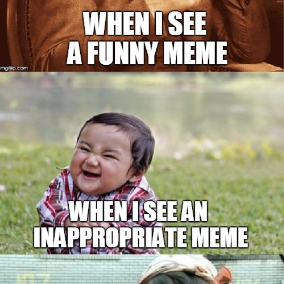 WHEN I SEE
A FUNNY MEME
imgflip.com
WHEN I SEE AN
INAPPROPRIATE MEME